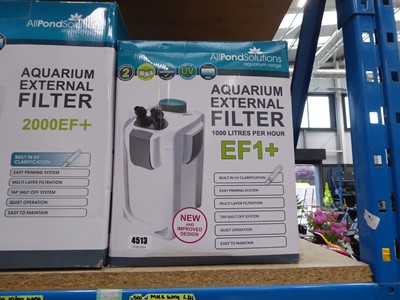 AllPondSolutions
AQUARIUM
EXTERNAL
FILTER
2000EF+
BUILT IN UV
CLARIFICATION
EASY PRIMING SYSTEM
MULTI LAYER FILTRATION
TAP SHUT OFF SYSTEM
QUIET OPERATION
EASY TO MAINTAIN
AllPondSolutions
aquarium range
2
UV
AQUARIUM
EXTERNAL
FILTER
1000 LITRES PER HOUR
EF1+
BUILT IN UV CLARIFICATION
EASY PRIMING SYSTEM
MULTI LAYER FILTRATION
TAP SHUT OFF SYSTEM
QUIET OPERATION
EASY TO MAINTAIN
NEW
AND
IMPROVED
DESIGN
4513